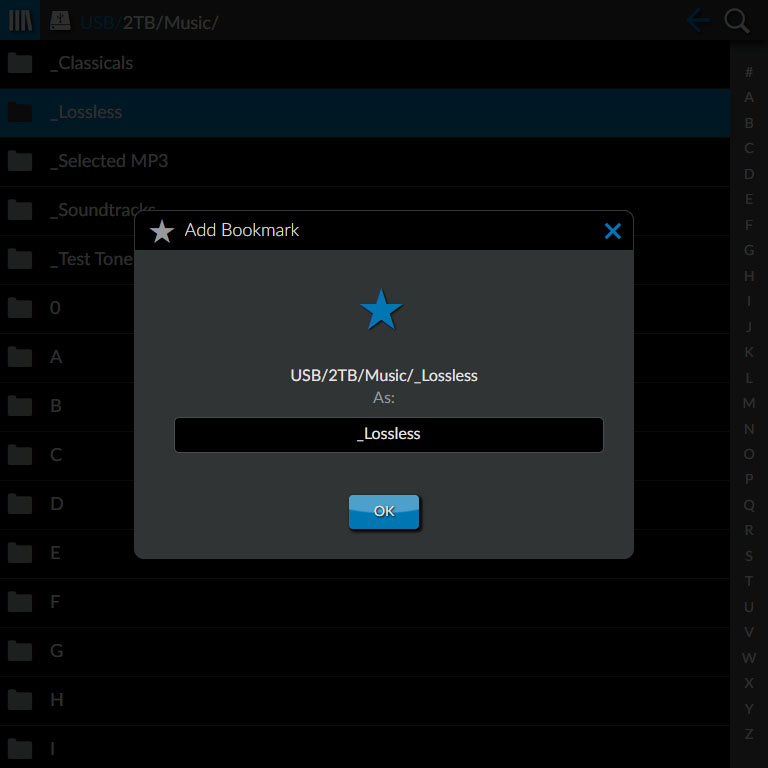 USB/2TB/Music/
_Classicals
_Lossless
_Selected MP3
_Soundtracks
_Test Tone
0
A
B
C
D
E
F
G
H
I
Add Bookmark
USB/2TB/Music/_Lossless
As:
_Lossless
OK
#
A
B
C
D
E
F
G
H
I
J
K
L
M
N
O
P
Q
R
S
T
U
V
W
X
Y
Z